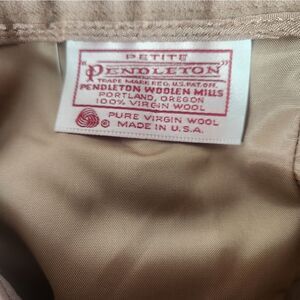 PETITE
"PENDLETON"
TRADE MARK REG. U.S. PAT. OFF.
PENDLETON WOOLEN MILLS
PORTLAND, OREGON
100% VIRGIN WOOL
PURE VIRGIN WOOL
MADE IN U.S.A.